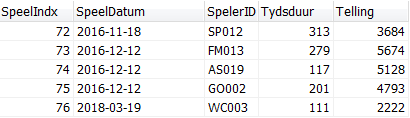 SpeelIndx SpeelDatum SpelerID Tydsduur Telling
72 2016-11-18 SP012 313 3684
73 2016-12-12 FM013 279 5674
74 2016-12-12 AS019 117 5128
75 2016-12-12 GO002 201 4793
76 2018-03-19 WC003 111 2222